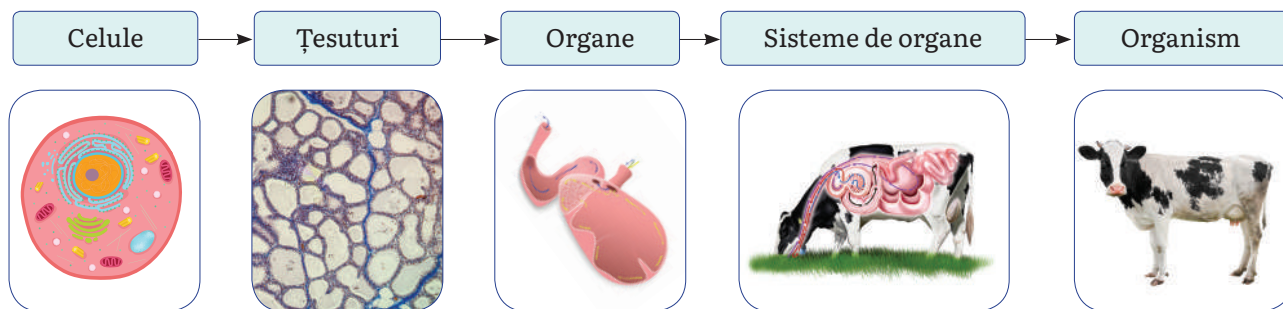 Celule
Țesuturi
Organe
Sisteme de organe
Organism